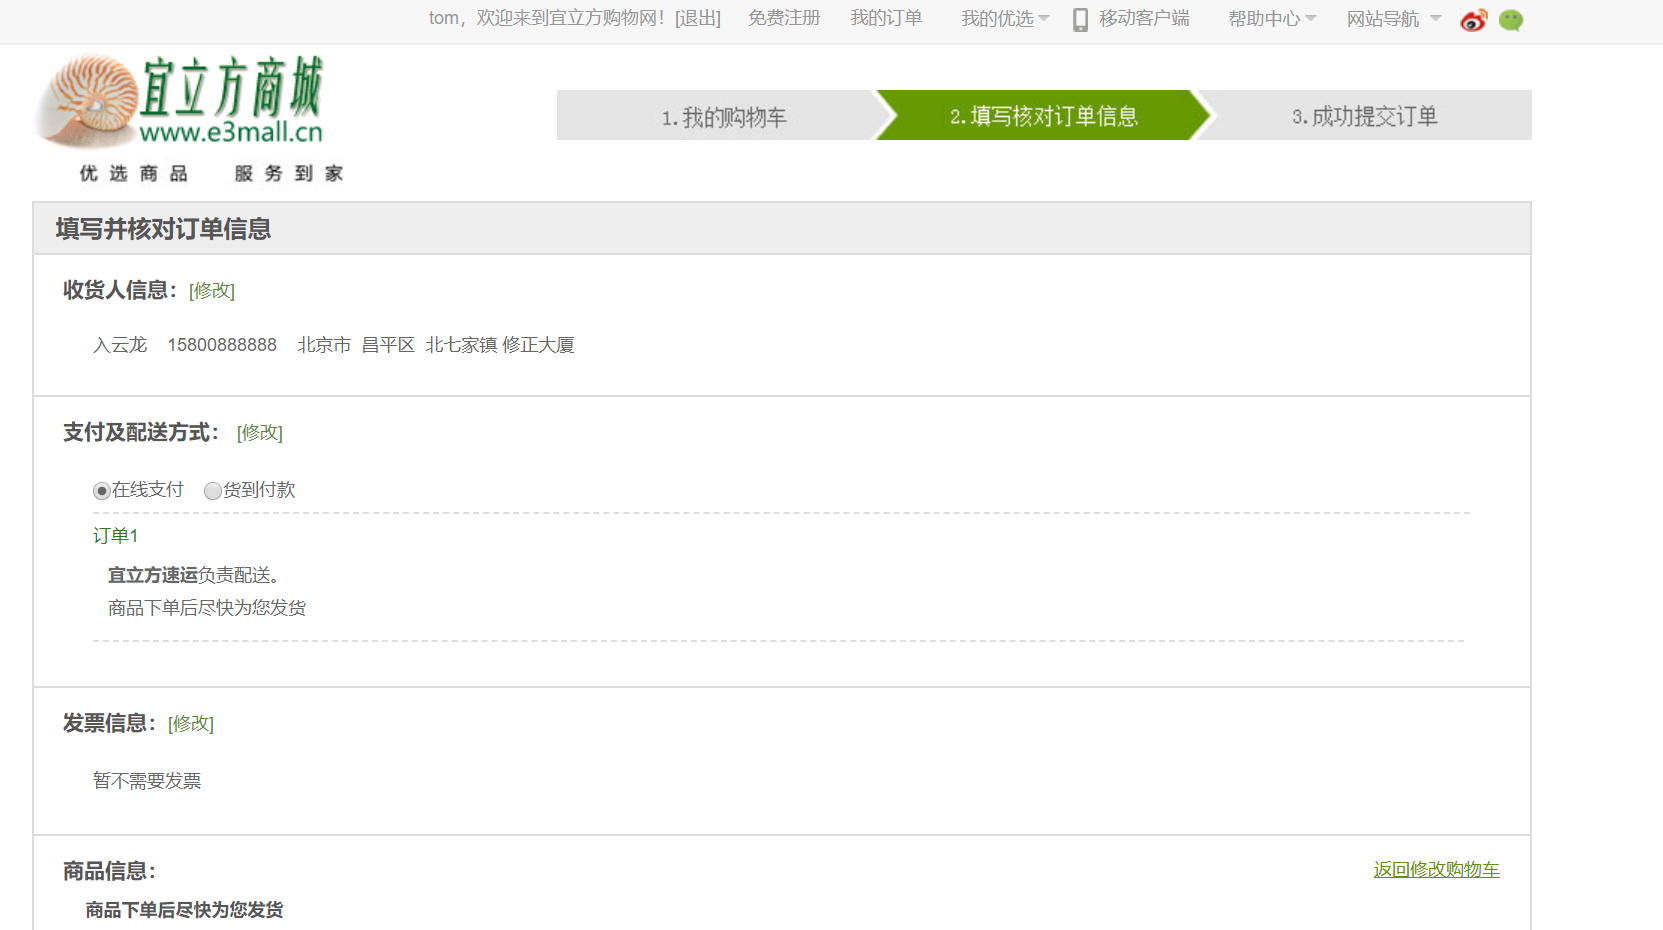 tom，欢迎来到宜立方购物网！[退出] 免费注册 我的订单 我的优选 移动客户端 帮助中心 网站导航
宜立方商城
www.e3mall.cn
优选商品 服务到家
1.我的购物车 2.填写核对订单信息 3.成功提交订单
填写并核对订单信息
收货人信息：[修改]
入云龙 15800888888 北京市 昌平区 北七家镇 修正大厦
支付及配送方式： [修改]
在线支付 货到付款
订单1
宜立方速运负责配送。
商品下单后尽快为您发货
发票信息：[修改]
暂不需要发票
商品信息： 返回修改购物车
商品下单后尽快为您发货